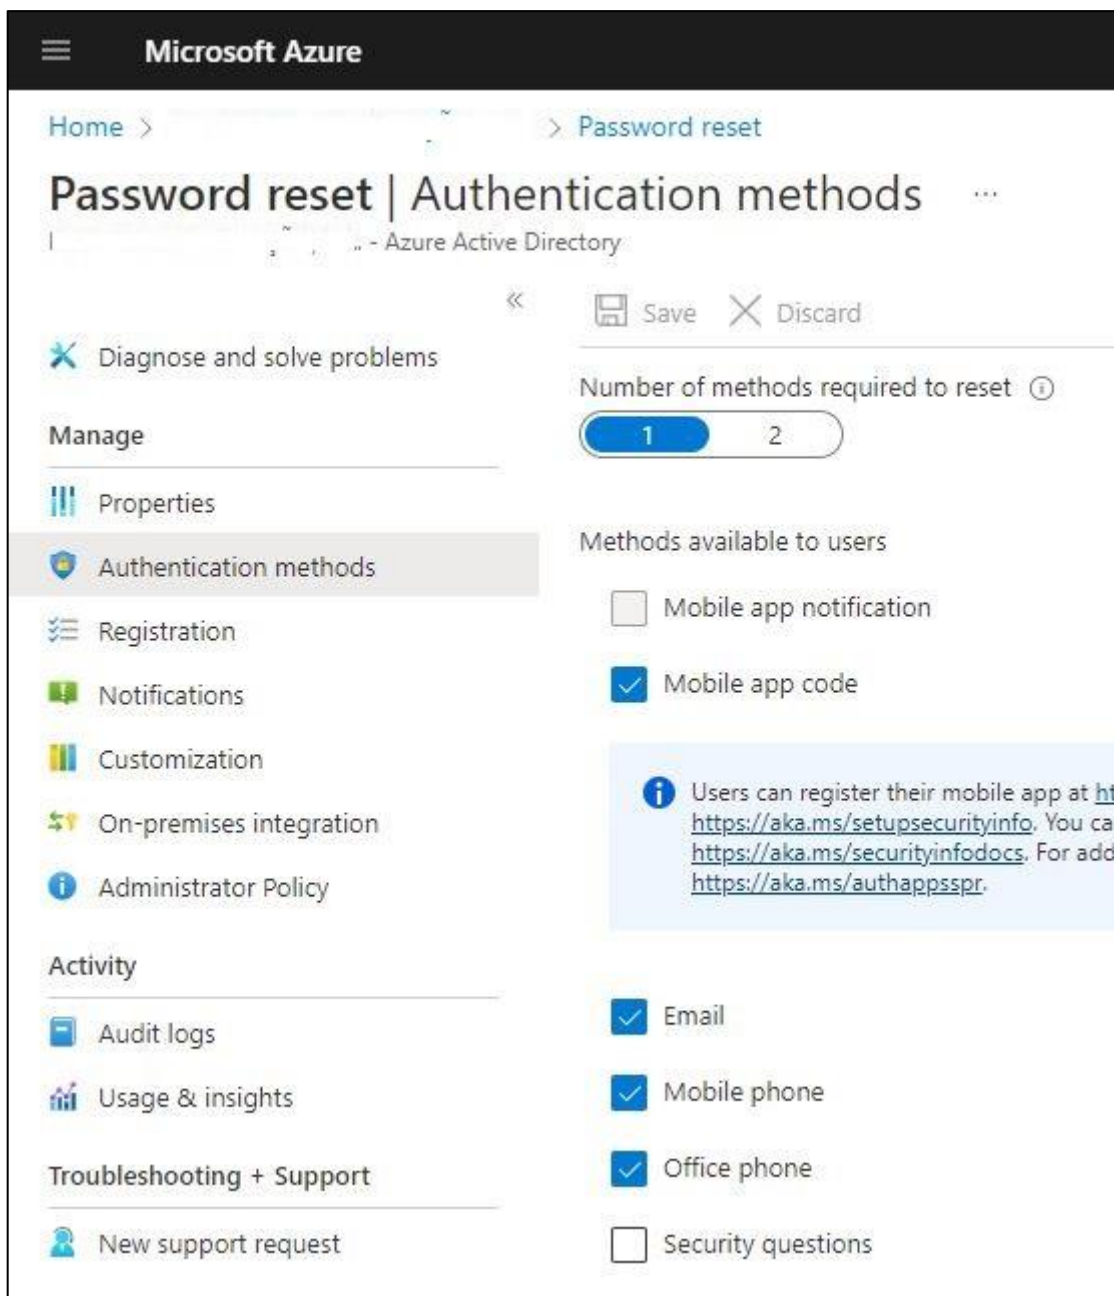 Microsoft Azure
Home > > Password reset
Password reset | Authentication methods ...
- Azure Active Directory
«
Save Discard
Diagnose and solve problems
Number of methods required to reset
1 2
Manage
Properties
Methods available to users
Authentication methods
Mobile app notification
Registration
Mobile app code
Notifications
Customization
Users can register their mobile app at
https://aka.ms/setupsecurityinfo. You
On-premises integration
https://aka.ms/securityinfodocs. For
https://aka.ms/authappsspr.
Administrator Policy
Activity
Email
Audit logs
Mobile phone
Usage & insights
Office phone
Troubleshooting + Support
Security questions
New support request